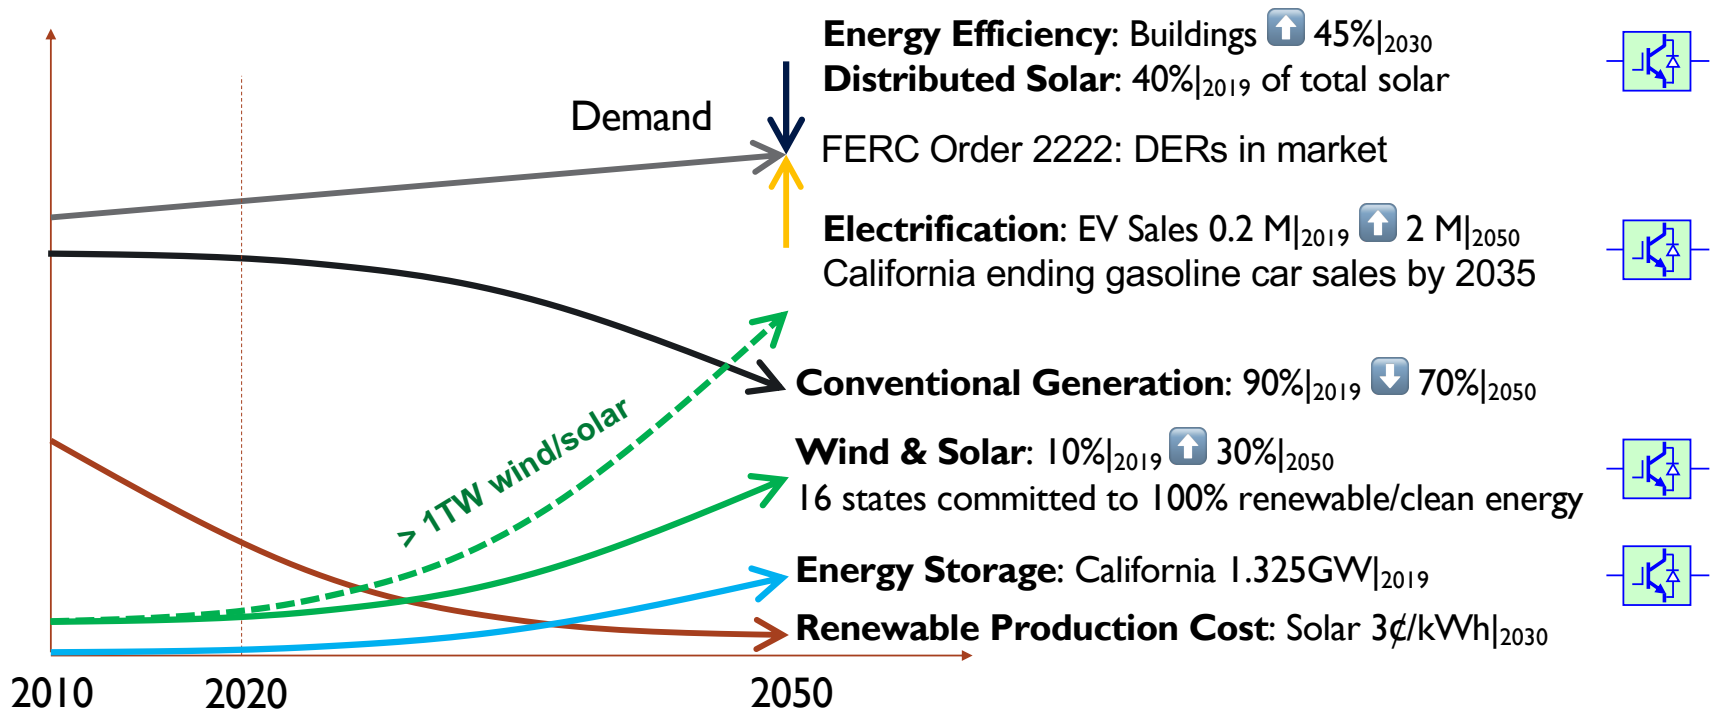 Energy Efficiency: Buildings ⬆ 45%|2030
Distributed Solar: 40%|2019 of total solar
Demand
FERC Order 2222: DERs in market
Electrification: EV Sales 0.2 M|2019 ⬆ 2 M|2050
California ending gasoline car sales by 2035
Conventional Generation: 90%|2019 ⬇ 70%|2050
> 1TW wind/solar
Wind & Solar: 10%|2019 ⬆ 30%|2050
16 states committed to 100% renewable/clean energy
Energy Storage: California 1.325GW|2019
Renewable Production Cost: Solar 3¢/kWh|2030
2010 2020 2050